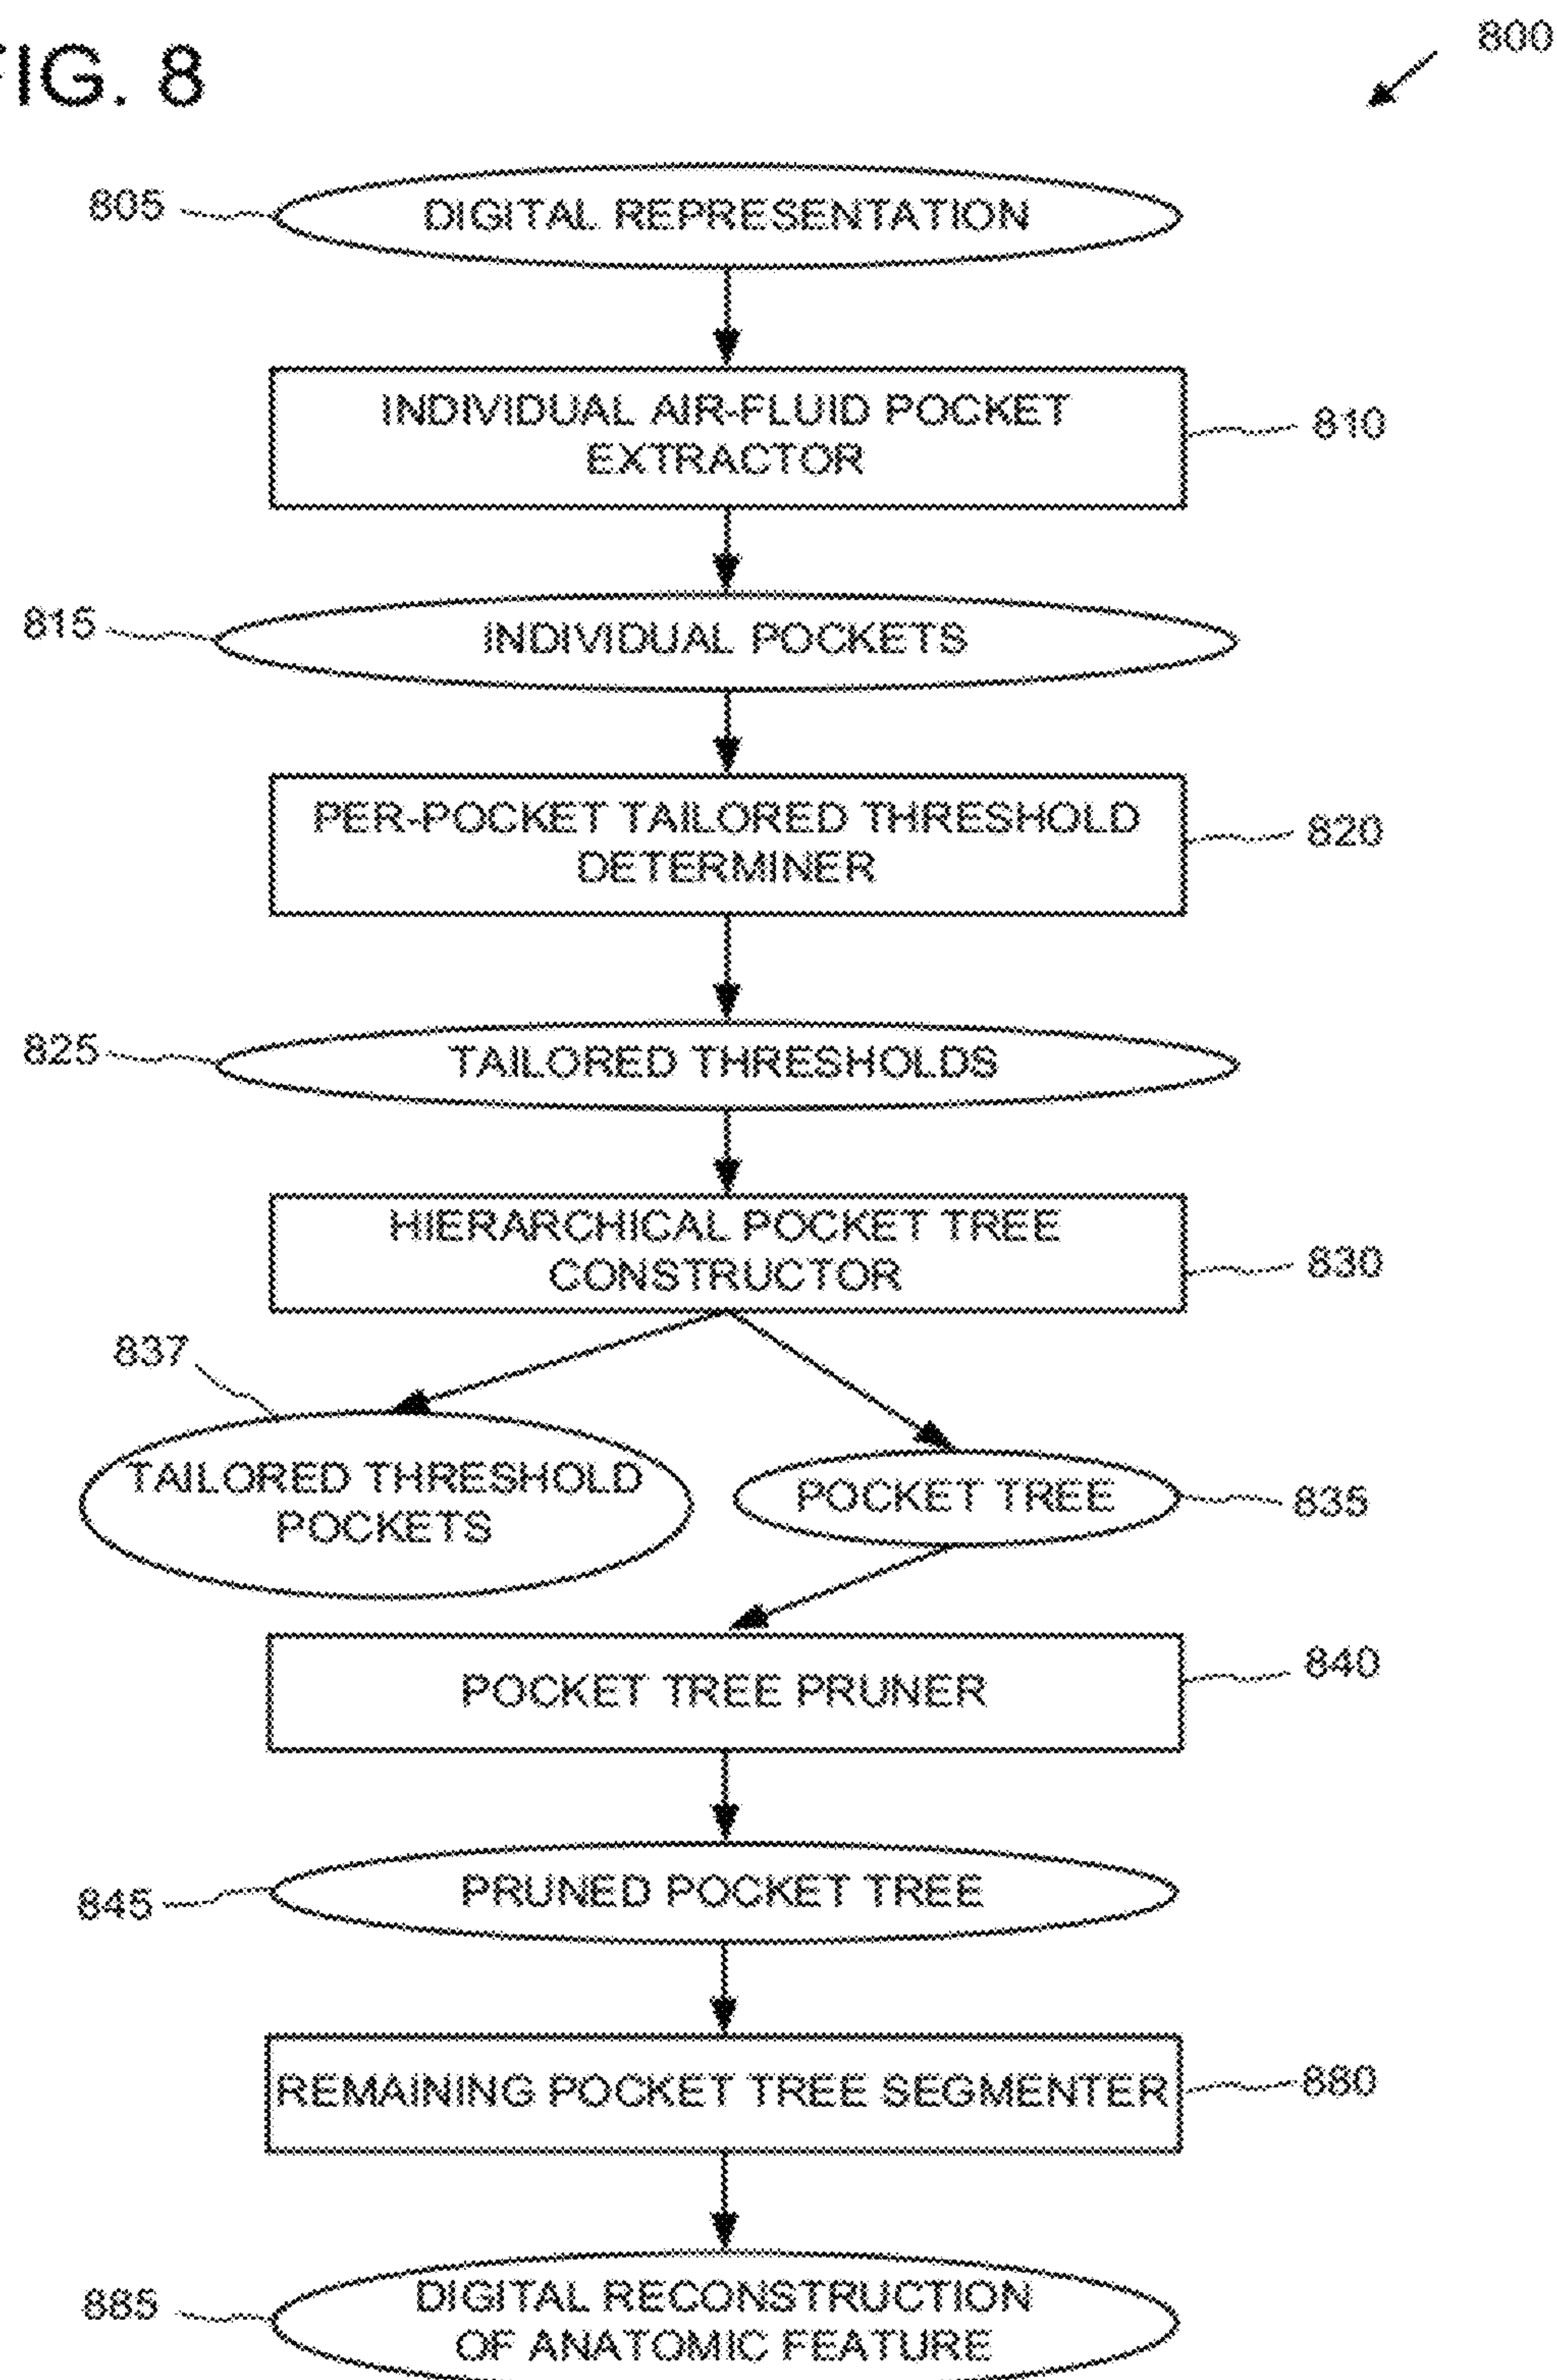 FIG. 8
800
805
DIGITAL REPRESENTATION
INDIVIDUAL AIR-FLUID POCKET
EXTRACTOR
810
815
INDIVIDUAL POCKETS
PER-POCKET TAILORED THRESHOLD
DETERMINER
820
825
TAILORED THRESHOLDS
HIERARCHICAL POCKET TREE
CONSTRUCTOR
830
837
TAILORED THRESHOLD
POCKETS
POCKET TREE
835
POCKET TREE PRUNER
840
845
PRUNED POCKET TREE
REMAINING POCKET TREE SEGMENTER
880
885
DIGITAL RECONSTRUCTION
OF ANATOMIC FEATURE